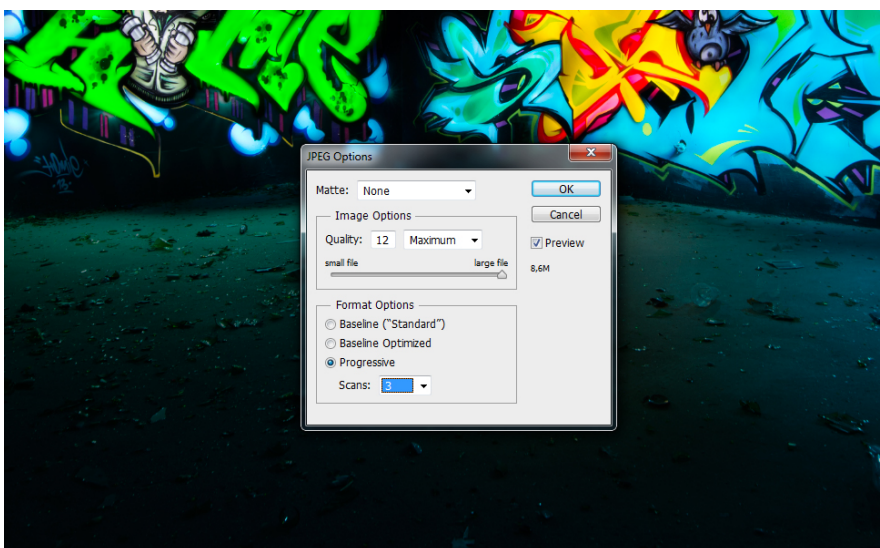 JPEG Options
Matte: None
OK
Image Options
Cancel
Quality: 12 Maximum
Preview
small file large file
8,6M
Format Options
Baseline (“Standard”)
Baseline Optimized
Progressive
Scans: 3